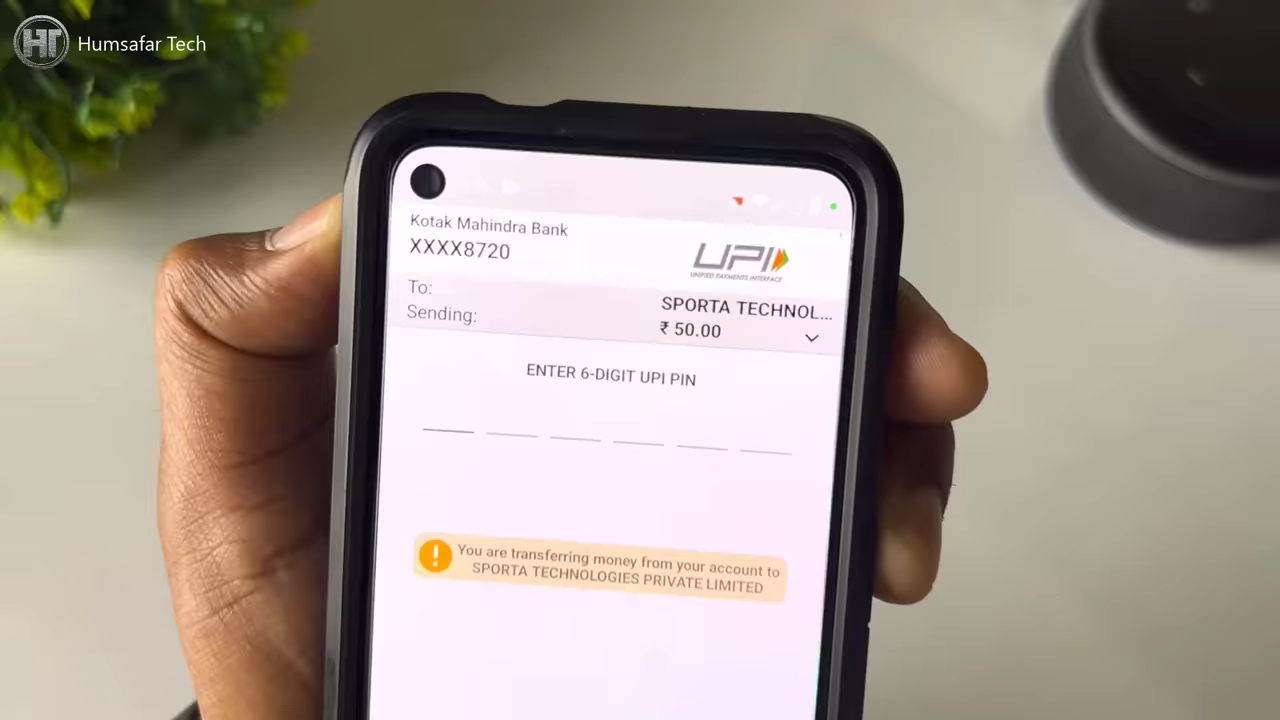 HT Humsafar Tech
Kotak Mahindra Bank
XXXX8720
UPI
UNIFIED PAYMENTS INTERFACE
To: SPORTA TECHNOL...
Sending: ₹ 50.00
ENTER 6-DIGIT UPI PIN
You are transferring money from your account to
SPORTA TECHNOLOGIES PRIVATE LIMITED